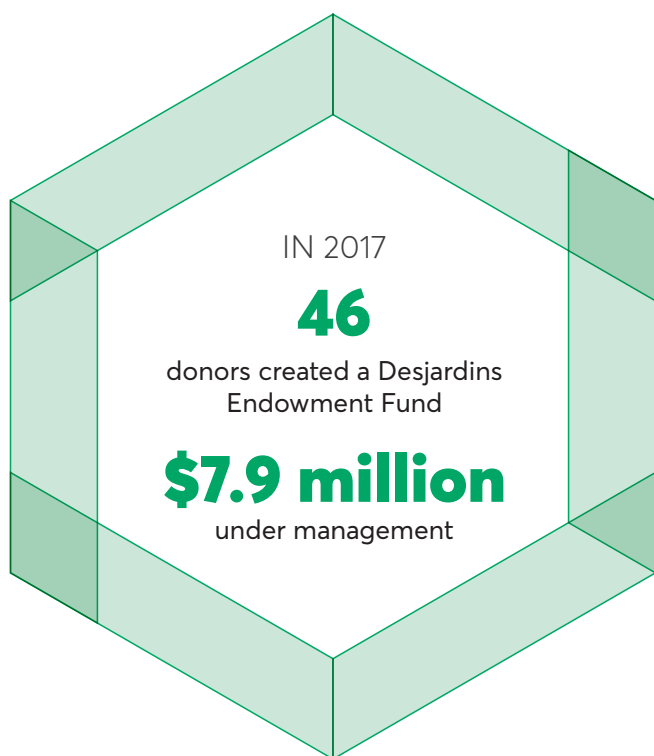 IN 2017
46
donors created a Desjardins
Endowment Fund
$7.9 million
under management